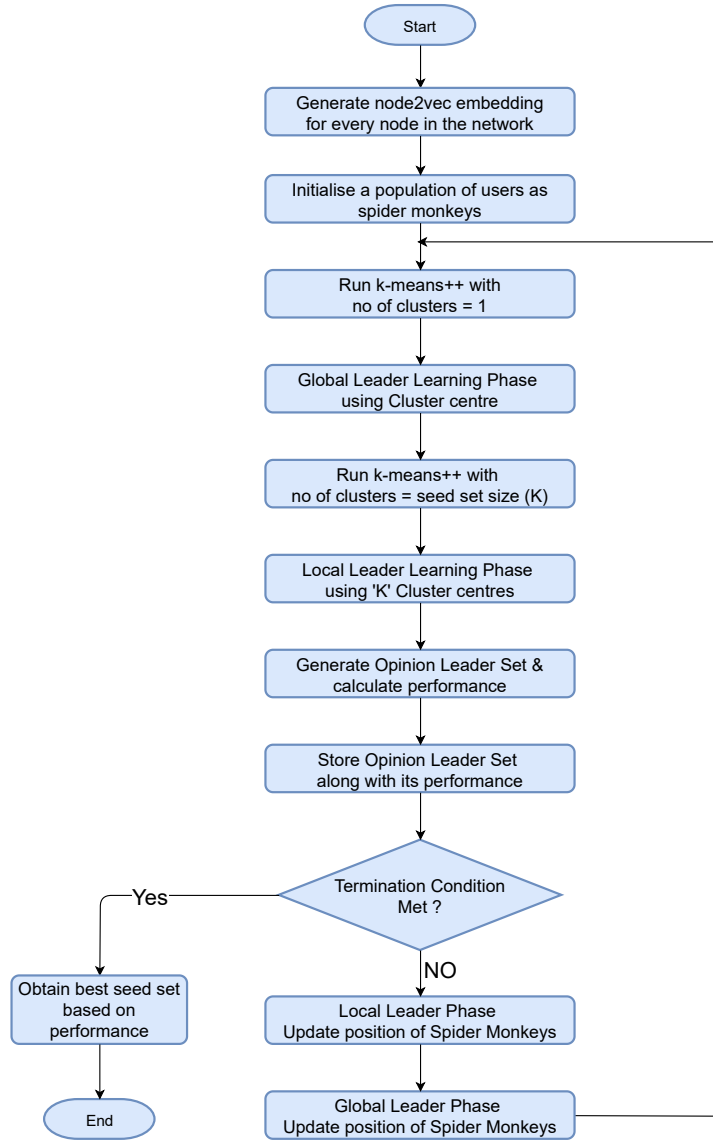 Start
Generate node2vec embedding
for every node in the network
Initialise a population of users as
spider monkeys
Run k-means++ with
no of clusters = 1
Global Leader Learning Phase
using Cluster centre
Run k-means++ with
no of clusters = seed set size (K)
Local Leader Learning Phase
using 'K' Cluster centres
Generate Opinion Leader Set &
calculate performance
Store Opinion Leader Set
along with its performance
Termination Condition
Met ?
Yes
NO
Obtain best seed set
based on
performance
Local Leader Phase
Update position of Spider Monkeys
End
Global Leader Phase
Update position of Spider Monkeys